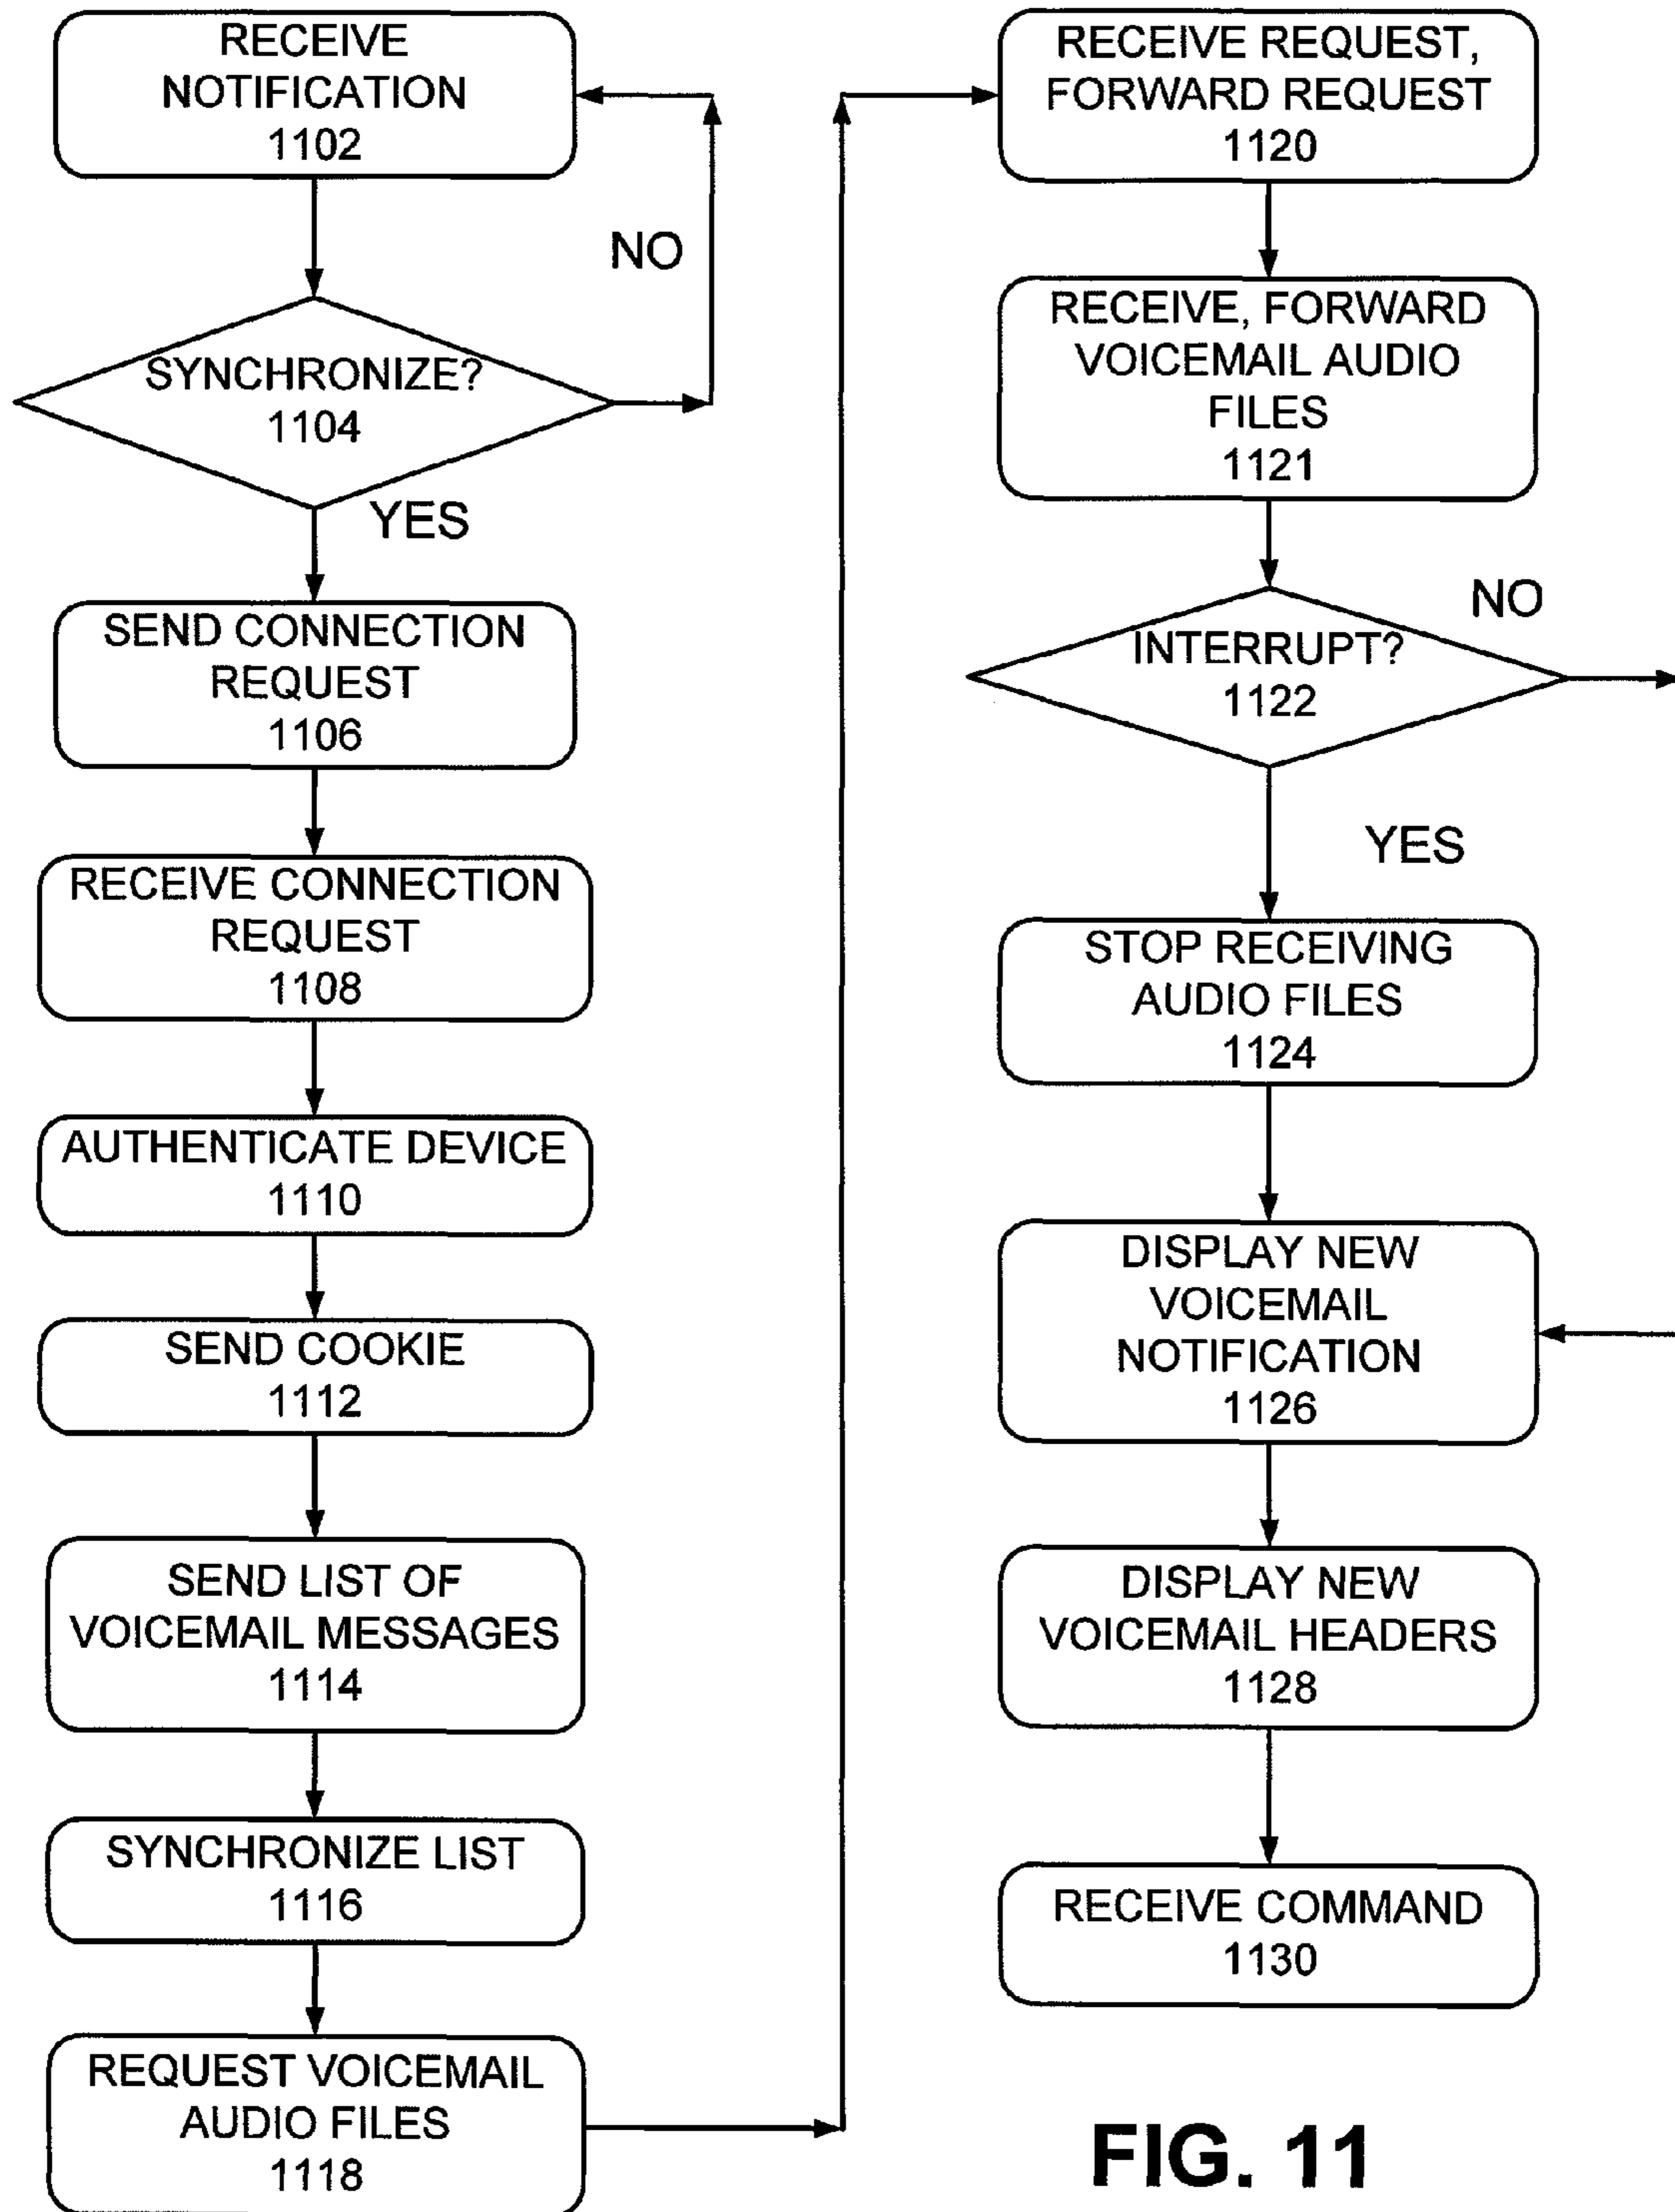 RECEIVE
NOTIFICATION
1102
NO
SYNCHRONIZE?
1104
YES
SEND CONNECTION
REQUEST
1106
RECEIVE CONNECTION
REQUEST
1108
AUTHENTICATE DEVICE
1110
SEND COOKIE
1112
SEND LIST OF
VOICEMAIL MESSAGES
1114
SYNCHRONIZE LIST
1116
REQUEST VOICEMAIL
AUDIO FILES
1118
RECEIVE REQUEST,
FORWARD REQUEST
1120
RECEIVE, FORWARD
VOICEMAIL AUDIO
FILES
1121
NO
INTERRUPT?
1122
YES
STOP RECEIVING
AUDIO FILES
1124
DISPLAY NEW
VOICEMAIL
NOTIFICATION
1126
DISPLAY NEW
VOICEMAIL HEADERS
1128
RECEIVE COMMAND
1130
FIG. 11